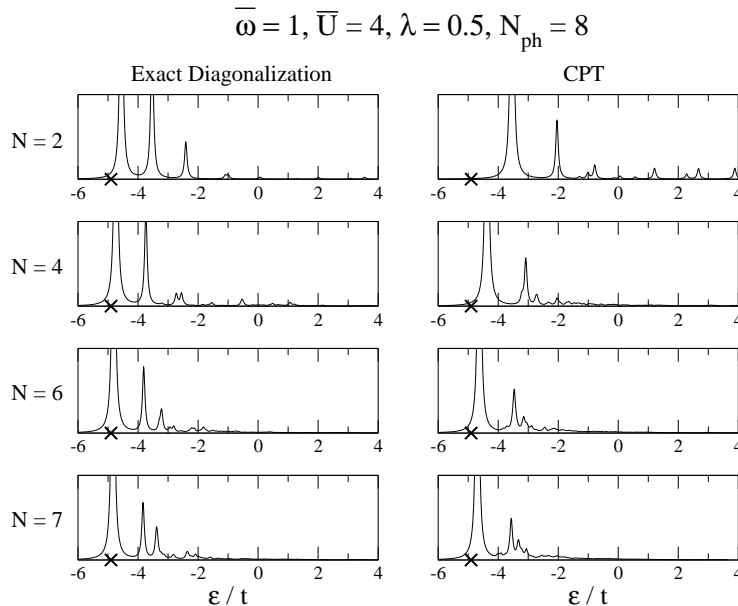 ω̅ = 1, U̅ = 4, λ = 0.5, N_ph = 8
Exact Diagonalization
CPT
N = 2
-6 -4 -2 0 2 4
-6 -4 -2 0 2 4
N = 4
-6 -4 -2 0 2 4
-6 -4 -2 0 2 4
N = 6
-6 -4 -2 0 2 4
-6 -4 -2 0 2 4
N = 7
-6 -4 -2 0 2 4
-6 -4 -2 0 2 4
ε / t
ε / t